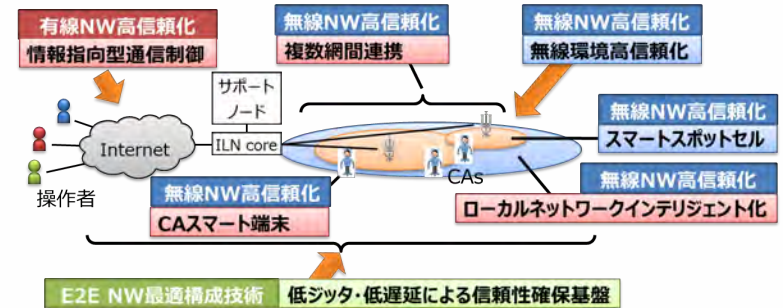 有線NW高信頼化
情報指向型通信制御
無線NW高信頼化
複数網間連携
無線NW高信頼化
無線環境高信頼化
サポート
ノード
無線NW高信頼化
スマートスポットセル
Internet
ILN core
CAs
操作者
無線NW高信頼化
CAスマート端末
無線NW高信頼化
ローカルネットワークインテリジェント化
E2E NW最適構成技術 低ジッタ・低遅延による信頼性確保基盤